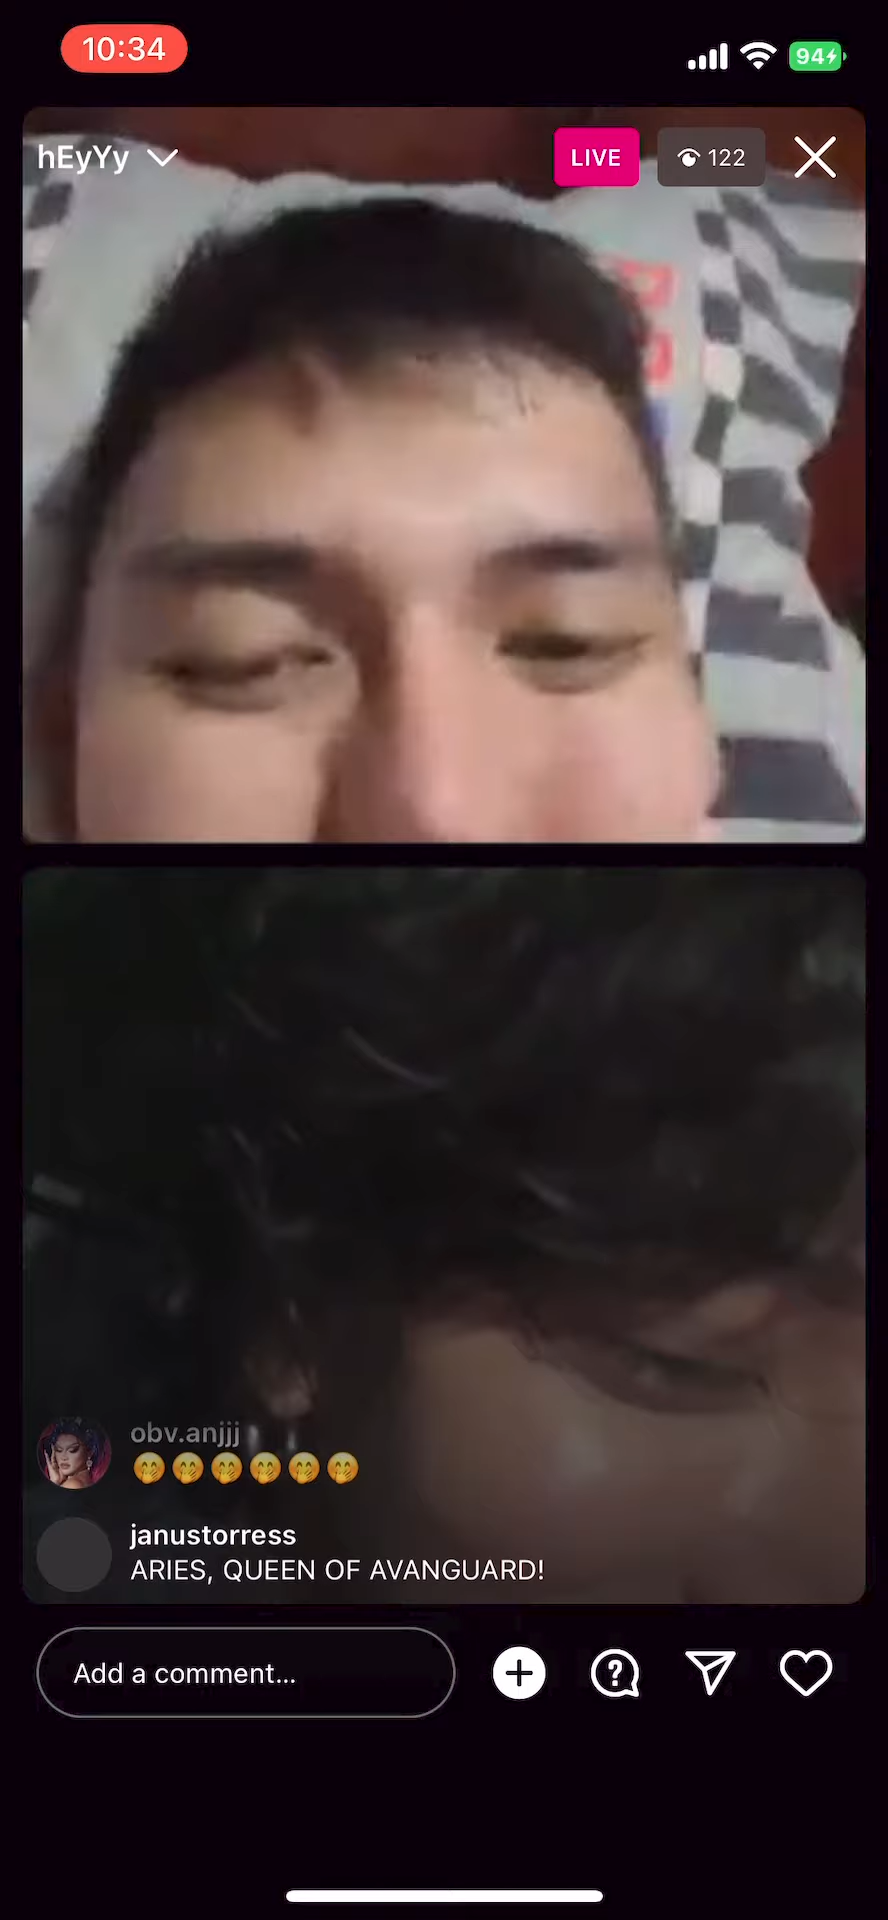 10:34
94
hEyYy
LIVE
122
obv.anjjj
🤭🤭🤭🤭🤭🤭
janustorress
ARIES, QUEEN OF AVANGUARD!
Add a comment...